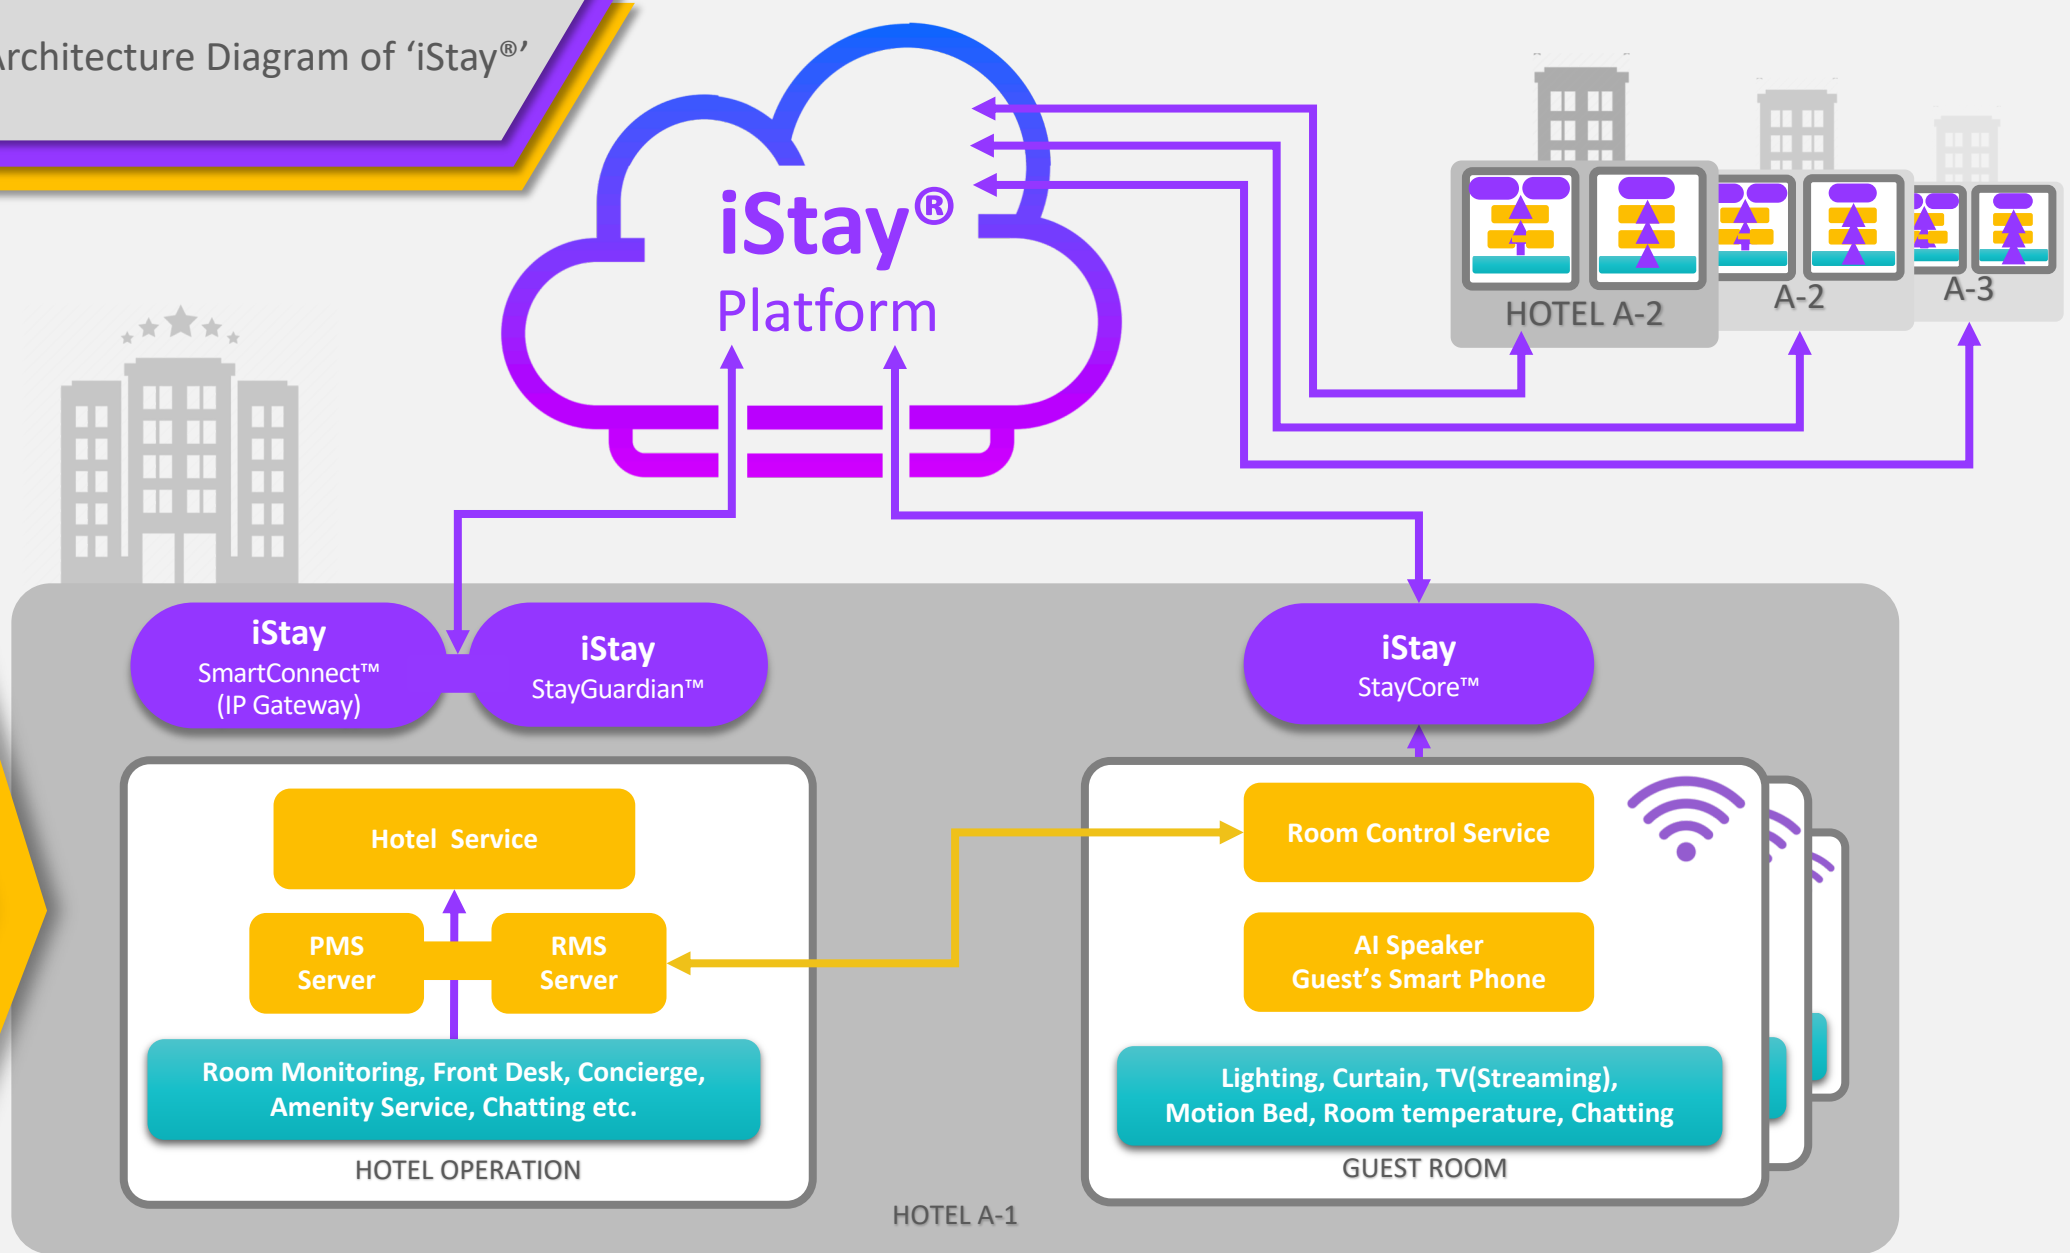 Architecture Diagram of ‘iStay®’
iStay®
Platform
HOTEL A-2
A-2
A-3
iStay
SmartConnect™
(IP Gateway)
iStay
StayGuardian™
iStay
StayCore™
Hotel Service
PMS
Server
RMS
Server
Room Monitoring, Front Desk, Concierge,
Amenity Service, Chatting etc.
HOTEL OPERATION
Room Control Service
AI Speaker
Guest’s Smart Phone
Lighting, Curtain, TV(Streaming),
Motion Bed, Room temperature, Chatting
GUEST ROOM
HOTEL A-1